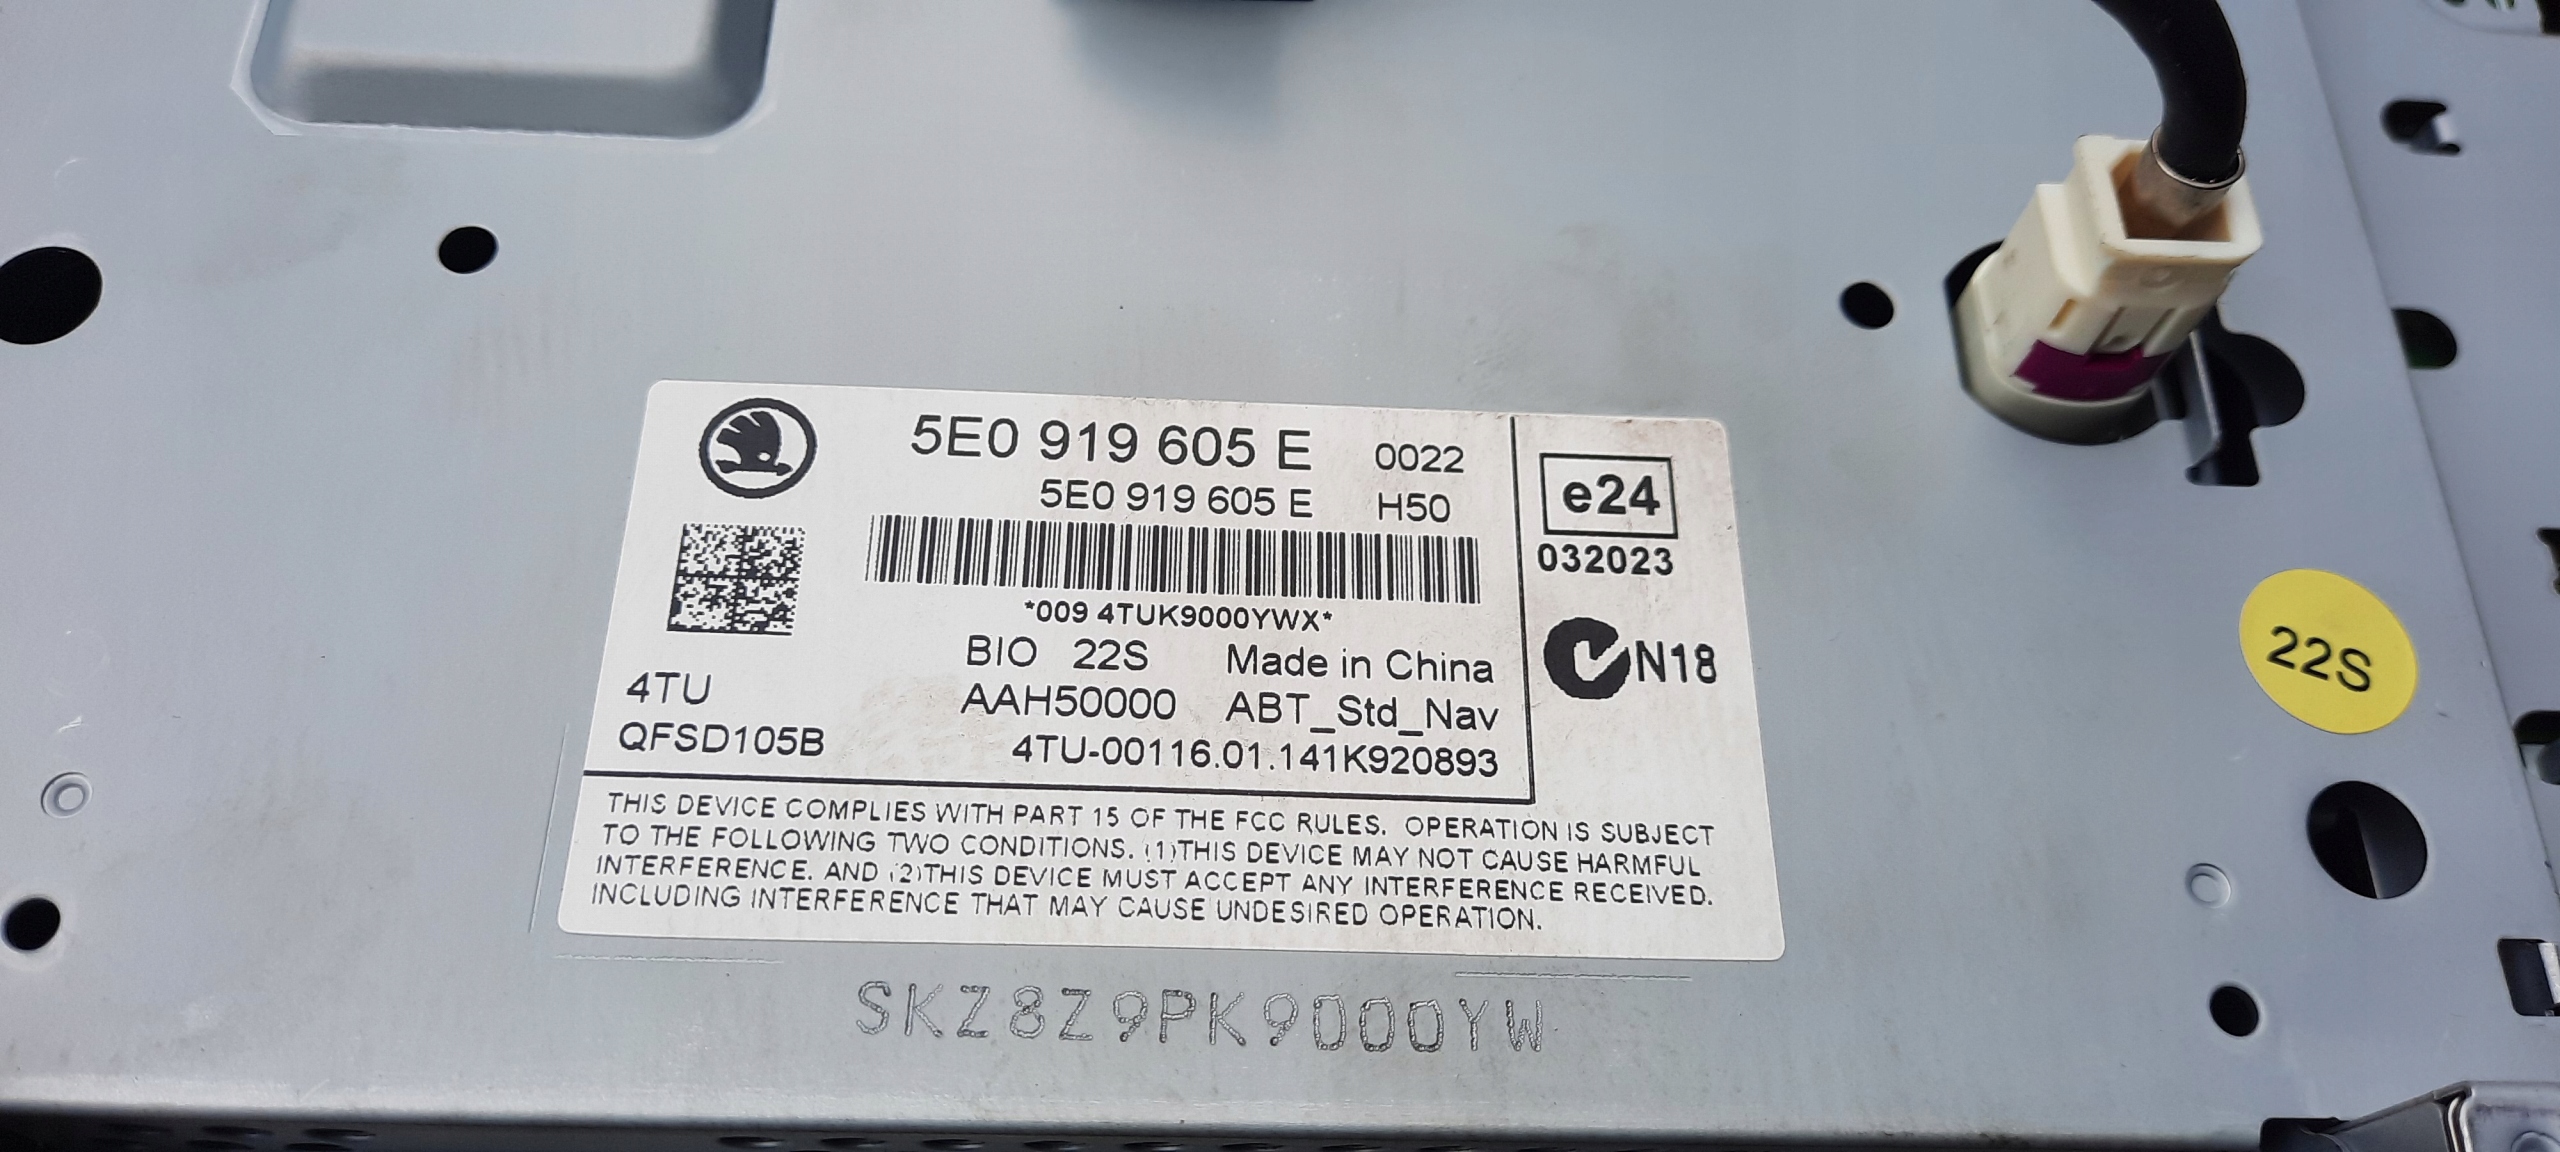 5E0 919 605 E 0022
5E0 919 605 E H50
*009 4TUK9000YWX*
BIO 22S Made in China
4TU AAH50000 ABT_Std_Nav
QFSD105B 4TU-00116.01.141K920893
e24
032023
N18
THIS DEVICE COMPLIES WITH PART 15 OF THE FCC RULES. OPERATION IS SUBJECT
TO THE FOLLOWING TWO CONDITIONS. (1)THIS DEVICE MAY NOT CAUSE HARMFUL
INTERFERENCE. AND (2)THIS DEVICE MUST ACCEPT ANY INTERFERENCE RECEIVED.
INCLUDING INTERFERENCE THAT MAY CAUSE UNDESIRED OPERATION.
22S
SKZ8Z9PK9000YW